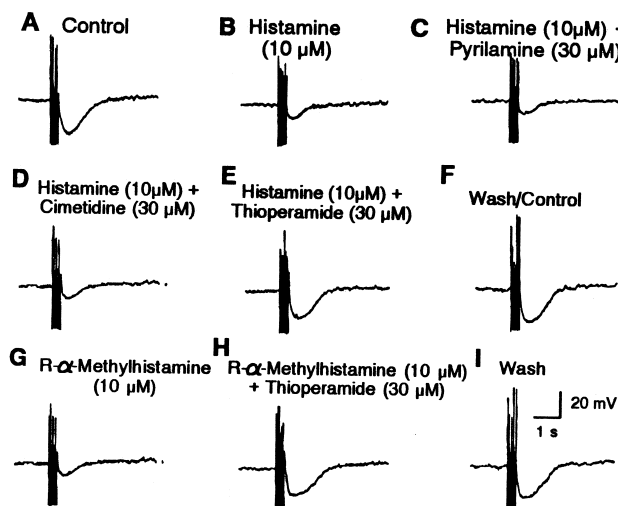 A
Control
B
Histamine
(10 µM)
C
Histamine (10µM) +
Pyrilamine (30 µM)
D
Histamine (10µM) +
Cimetidine (30 µM)
E
Histamine (10µM) +
Thioperamide (30 µM)
F
Wash/Control
G
R-α-Methylhistamine
(10 µM)
H
R-α-Methylhistamine (10 µM)
+ Thioperamide (30 µM)
I
Wash
20 mV
1 s